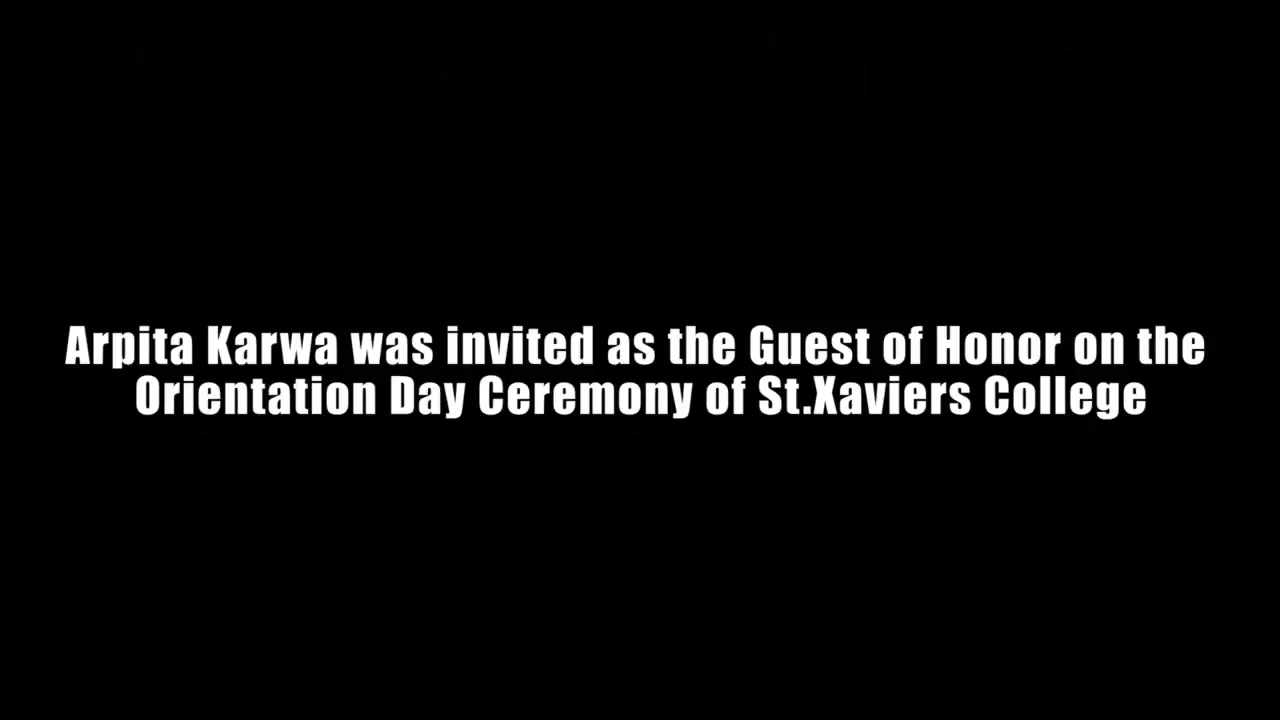 Arpita Karwa was invited as the Guest of Honor on the
Orientation Day Ceremony of St.Xaviers College